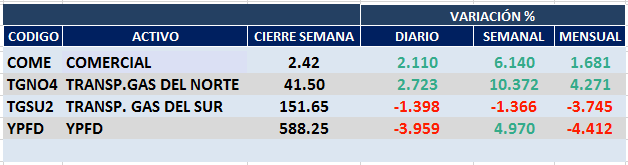 VARIACIÓN %
CODIGO ACTIVO CIERRE SEMANA DIARIO SEMANAL MENSUAL
COME COMERCIAL 2.42 2.110 6.140 1.681
TGNO4 TRANSP.GAS DEL NORTE 41.50 2.723 10.372 4.271
TGSU2 TRANSP. GAS DEL SUR 151.65 -1.398 -1.366 -3.745
YPFD YPFD 588.25 -3.959 4.970 -4.412